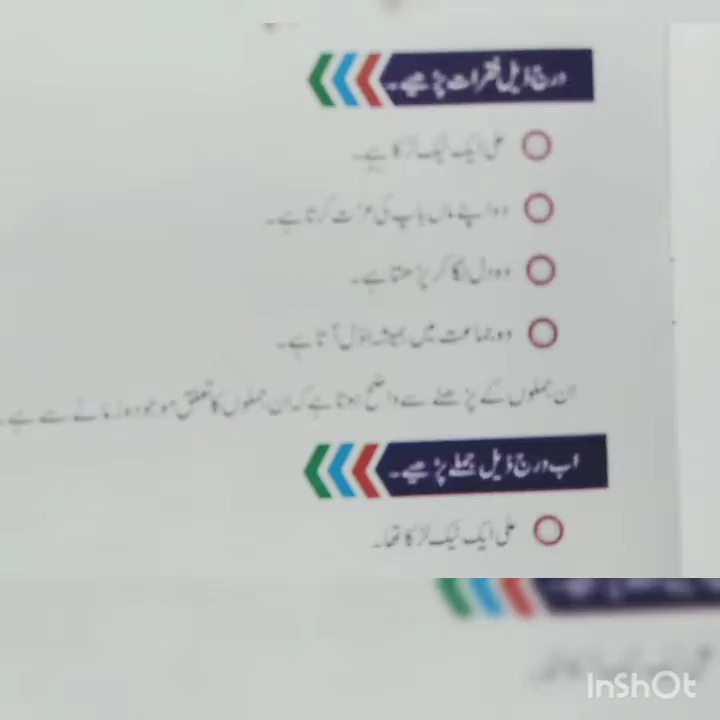 درج ذیل فقرات پڑھیے۔
علی ایک نیک لڑکا ہے۔
وہ اپنے ماں باپ کی عزت کرتا ہے۔
وہ دل لگا کر پڑھتا ہے۔
وہ جماعت میں ہمیشہ اوّل آتا ہے۔
ان جملوں کے پڑھنے سے واضح ہوتا ہے کہ ان جملوں کا تعلق موجودہ زمانے سے ہے۔
اب درج ذیل جملے پڑھیے۔
علی ایک نیک لڑکا تھا۔
InShOt